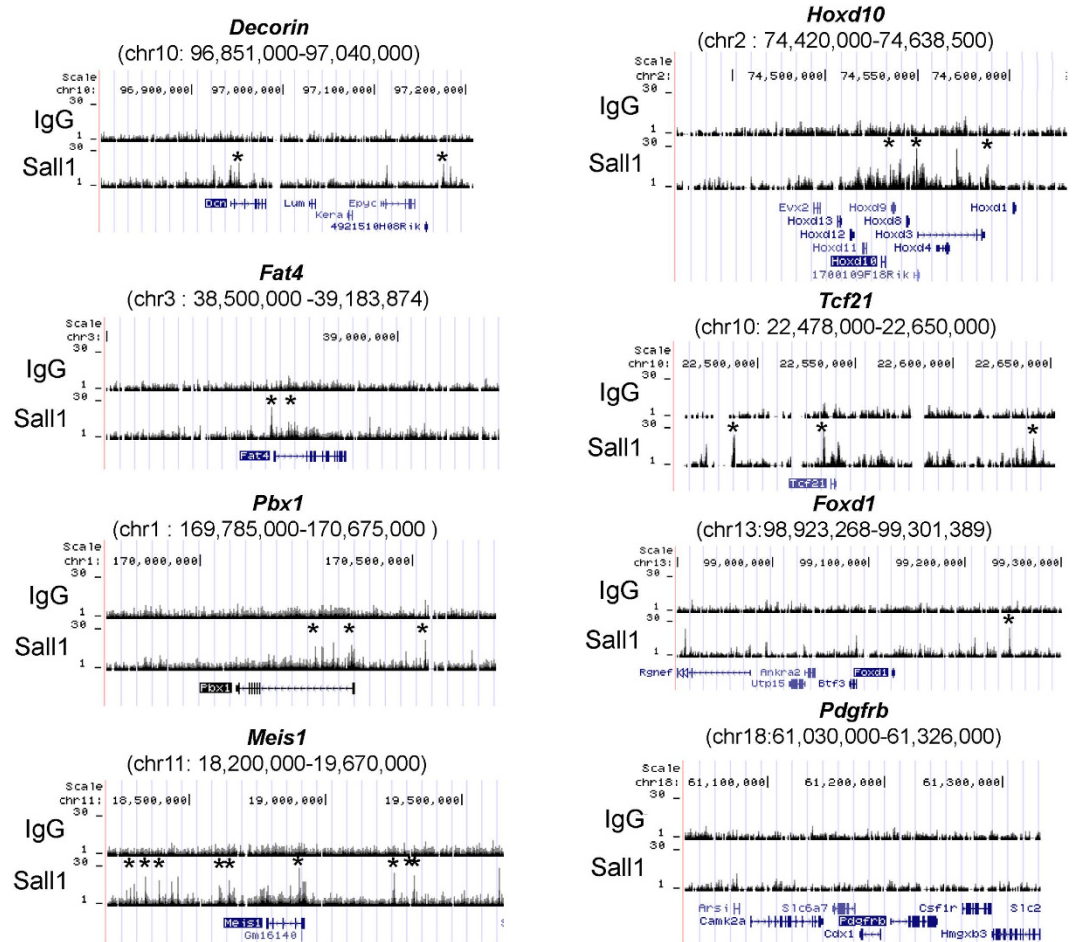 Decorin
(chr10: 96,851,000-97,040,000)
Scale
chr10: 96,900,000 97,000,000 97,100,000 97,200,000
30
IgG
1
30
* *
Sall1
1
Dcn Lum Epyc
Kera
4921510H08Rik
Fat4
(chr3 : 38,500,000 -39,183,874)
Scale
chr3: 39,000,000
30
IgG
1
30
* *
Sall1
1
Fat4
Pbx1
(chr1 : 169,785,000-170,675,000 )
Scale
chr1: 170,000,000 170,500,000
30
IgG
1
30
* * *
Sall1
1
Pbx1
Meis1
(chr11: 18,200,000-19,670,000)
Scale
chr11: 18,500,000 19,000,000 19,500,000
30
IgG
1
30
* * * * * * * * *
Sall1
1
Meis1
Gm16140
S
Hoxd10
(chr2 : 74,420,000-74,638,500)
Scale
chr2: 74,500,000 74,550,000 74,600,000
30
IgG
1
30
* * *
Sall1
1
Evx2 Hoxd9 Hoxd1
Hoxd13 Hoxd8
Hoxd12 Hoxd3
Hoxd11 Hoxd4
Hoxd10
1700109F18Rik
Tcf21
(chr10: 22,478,000-22,650,000)
Scale
chr10: 22,500,000 22,550,000 22,600,000 22,650,000
30
IgG
1
30
* * *
Sall1
1
Tcf21
Foxd1
(chr13:98,923,268-99,301,389)
Scale
chr13: 99,000,000 99,100,000 99,200,000 99,300,000
30
IgG
1
30
*
Sall1
1
Rgnef Ankra2 Foxd1
Utp15 Btf3
Pdgfrb
(chr18:61,030,000-61,326,000)
Scale
chr18: 61,100,000 61,200,000 61,300,000
30
IgG
1
30
Sall1
1
Arsi Slc6a7 Csf1r Slc2
Camk2a Pdgfrb
Cdx1 Hmgxb3